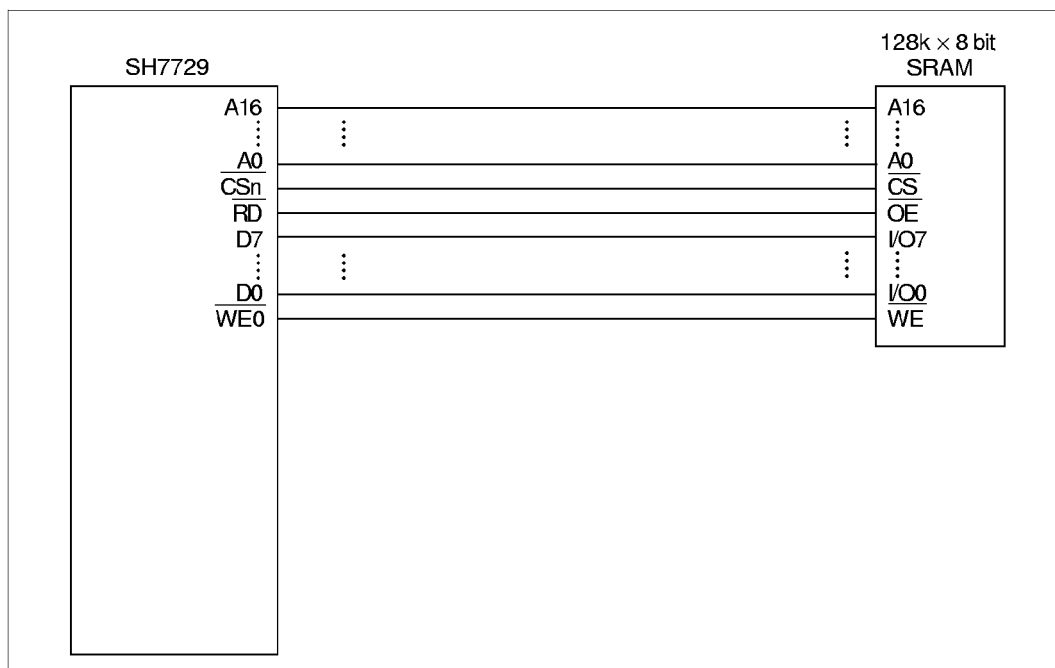 SH7729
A16
A0
CSn
RD
D7
D0
WE0
128k × 8 bit
SRAM
A16
A0
CS
OE
I/O7
I/O0
WE